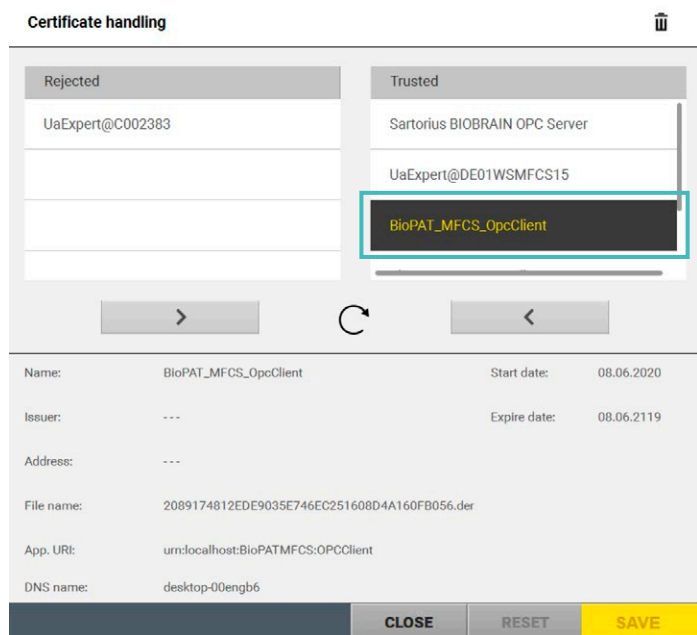 Certificate handling
Rejected
Trusted
UaExpert@C002383
Sartorius BIOBRAIN OPC Server
UaExpert@DE01WSMFCS15
BioPAT_MFCS_OpcClient
>
<
Name: BioPAT_MFCS_OpcClient Start date: 08.06.2020
Issuer: --- Expire date: 08.06.2119
Address: ---
File name: 2089174812EDE9035E746EC251608D4A160FB056.der
App. URI: urn:localhost:BioPATMFCS:OPCClient
DNS name: desktop-00engb6
CLOSE RESET SAVE